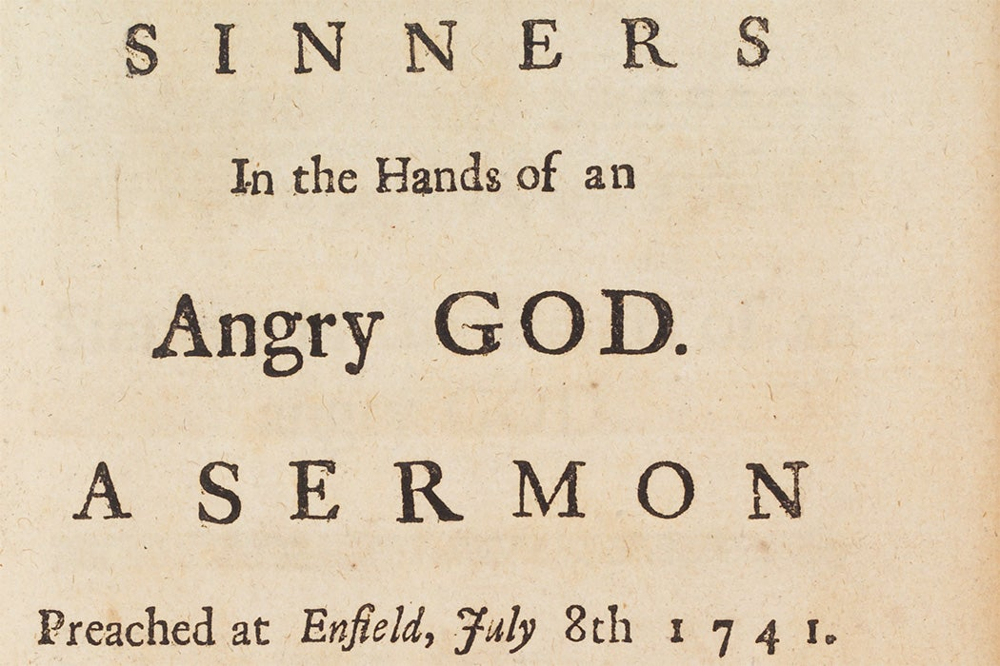 SINNERS
In the Hands of an
Angry GOD.
A SERMON
Preached at Enfield, July 8th 1741.